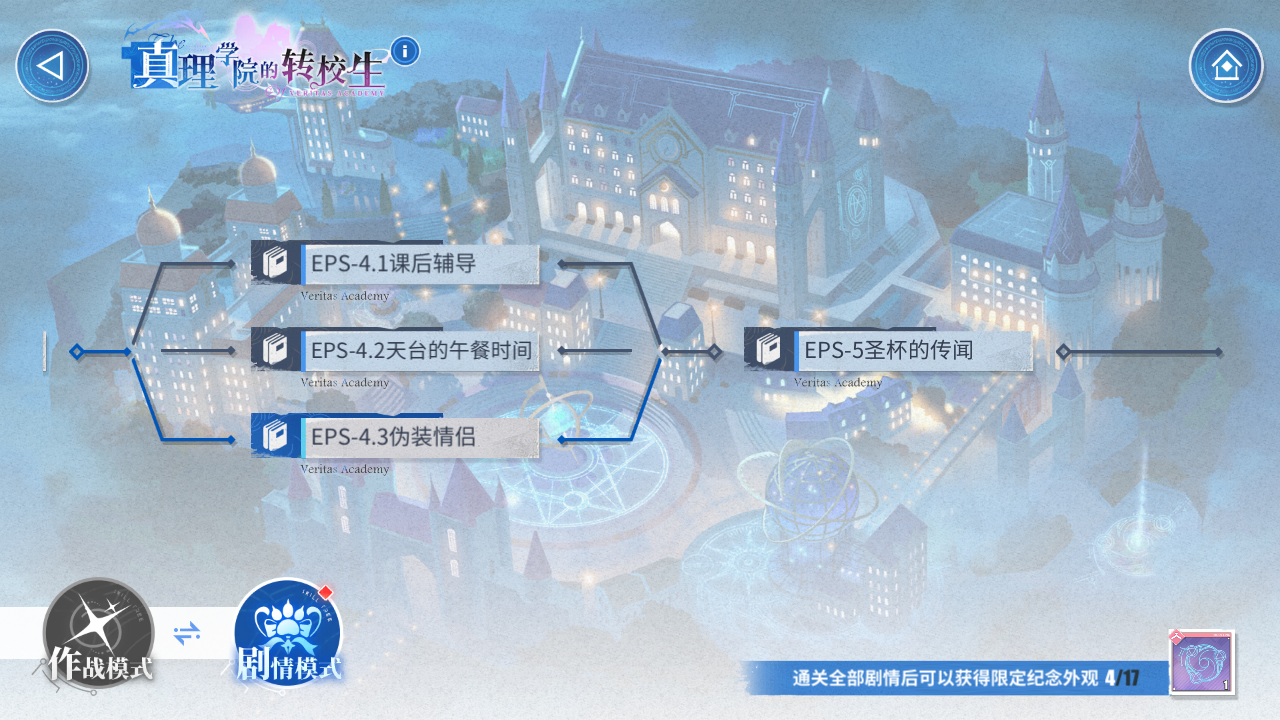 The
真理学院的转校生
VERITAS ACADEMY
EPS-4.1课后辅导
Veritas Academy
EPS-4.2天台的午餐时间
Veritas Academy
EPS-5圣杯的传闻
Veritas Academy
EPS-4.3伪装情侣
Veritas Academy
作战模式
剧情模式
通关全部剧情后可以获得限定纪念外观 4/17
1